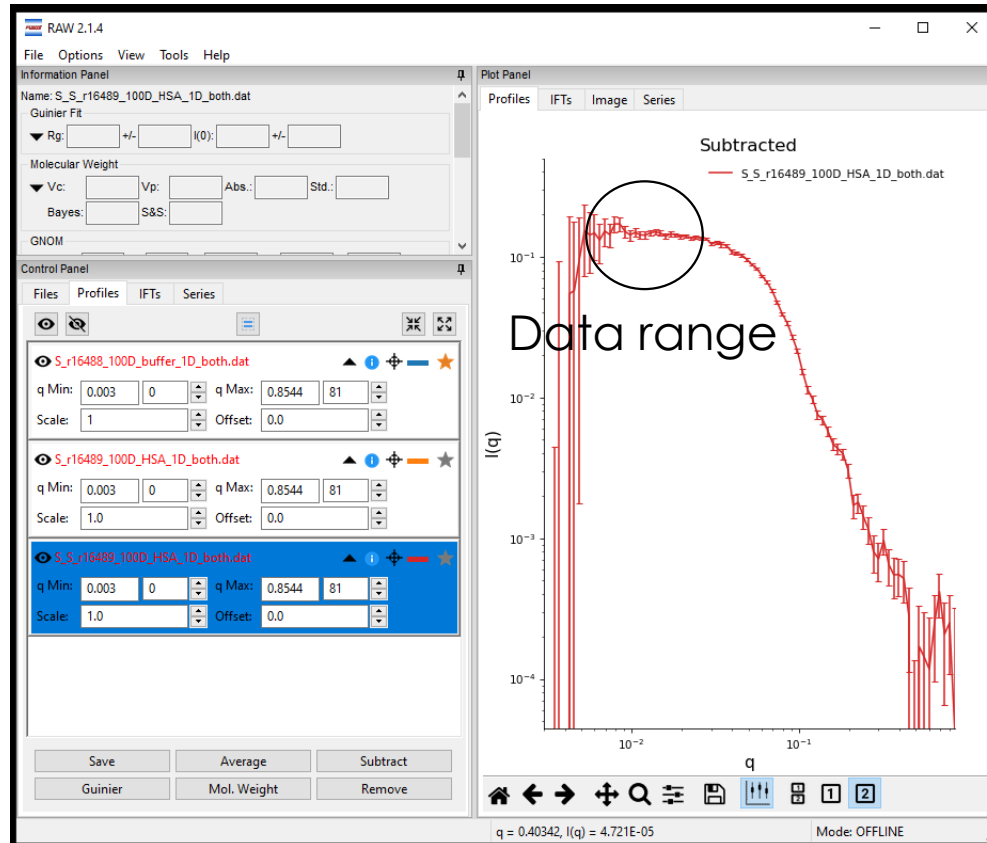 RAW 2.1.4
File Options View Tools Help
Information Panel
Name: S_S_r16489_100D_HSA_1D_both.dat
Guinier Fit
Rg: +/- I(0): +/-
Molecular Weight
Vc: Vp: Abs.: Std.:
Bayes: S&S:
GNOM
Control Panel
Files Profiles IFTs Series
S_r16488_100D_buffer_1D_both.dat
q Min: 0.003 0 q Max: 0.8544 81
Scale: 1 Offset: 0.0
S_r16489_100D_HSA_1D_both.dat
q Min: 0.003 0 q Max: 0.8544 81
Scale: 1.0 Offset: 0.0
S_S_r16489_100D_HSA_1D_both.dat
q Min: 0.003 0 q Max: 0.8544 81
Scale: 1.0 Offset: 0.0
Save Average Subtract
Guinier Mol. Weight Remove
Plot Panel
Profiles IFTs Image Series
Subtracted
S_S_r16489_100D_HSA_1D_both.dat
Data range
I(q)
10⁻¹
10⁻²
10⁻³
10⁻⁴
10⁻² 10⁻¹
q
1 2 1 2
q = 0.40342, I(q) = 4.721E-05 Mode: OFFLINE